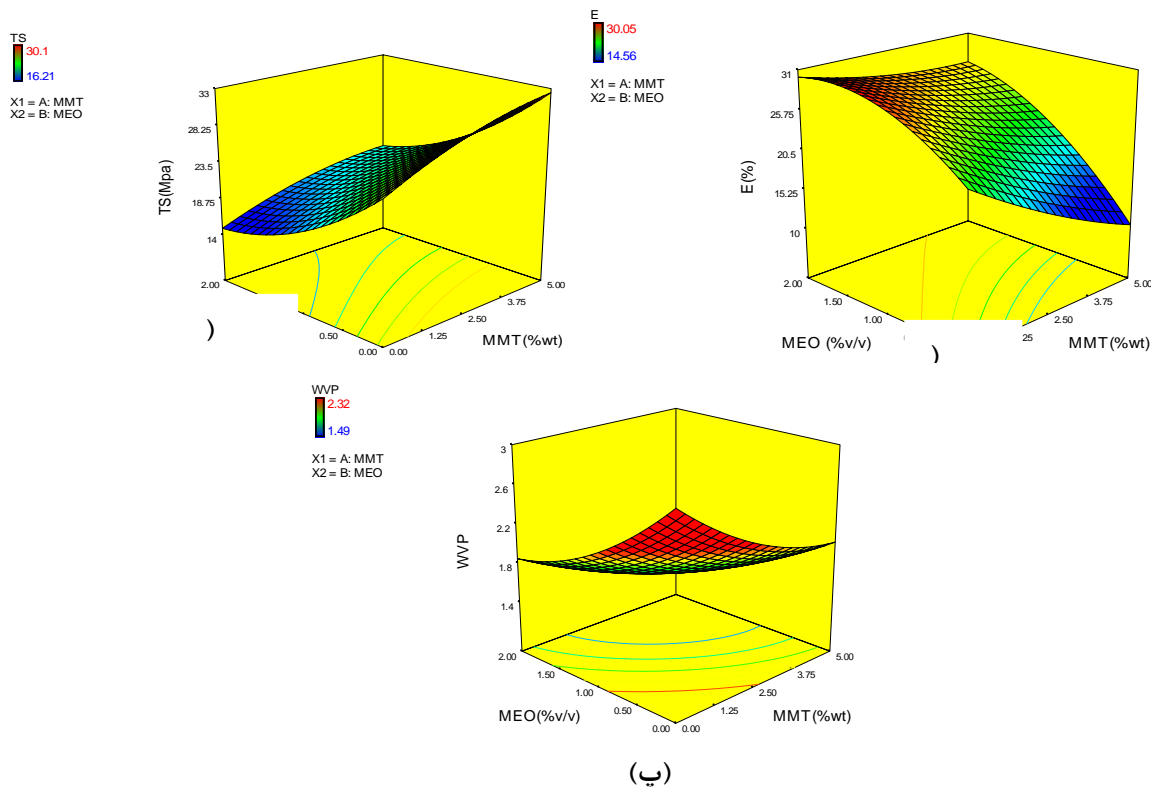 TS
30.1
16.21
X1 = A: MMT
X2 = B: MEO
33
28.25
23.5
18.75
14
TS(Mpa)
2.00
0.50
0.00
0.00
1.25
2.50
3.75
5.00
MMT(%wt)
(
E
30.05
14.56
X1 = A: MMT
X2 = B: MEO
31
25.75
20.5
15.25
10
E(%)
2.00
1.50
1.00
25
2.50
3.75
5.00
MEO (%v/v)
MMT(%wt)
(
WVP
2.32
1.49
X1 = A: MMT
X2 = B: MEO
3
2.6
2.2
1.8
1.4
WVP
2.00
1.50
1.00
0.50
0.00
0.00
1.25
2.50
3.75
5.00
MEO(%v/v)
MMT(%wt)
(پ)